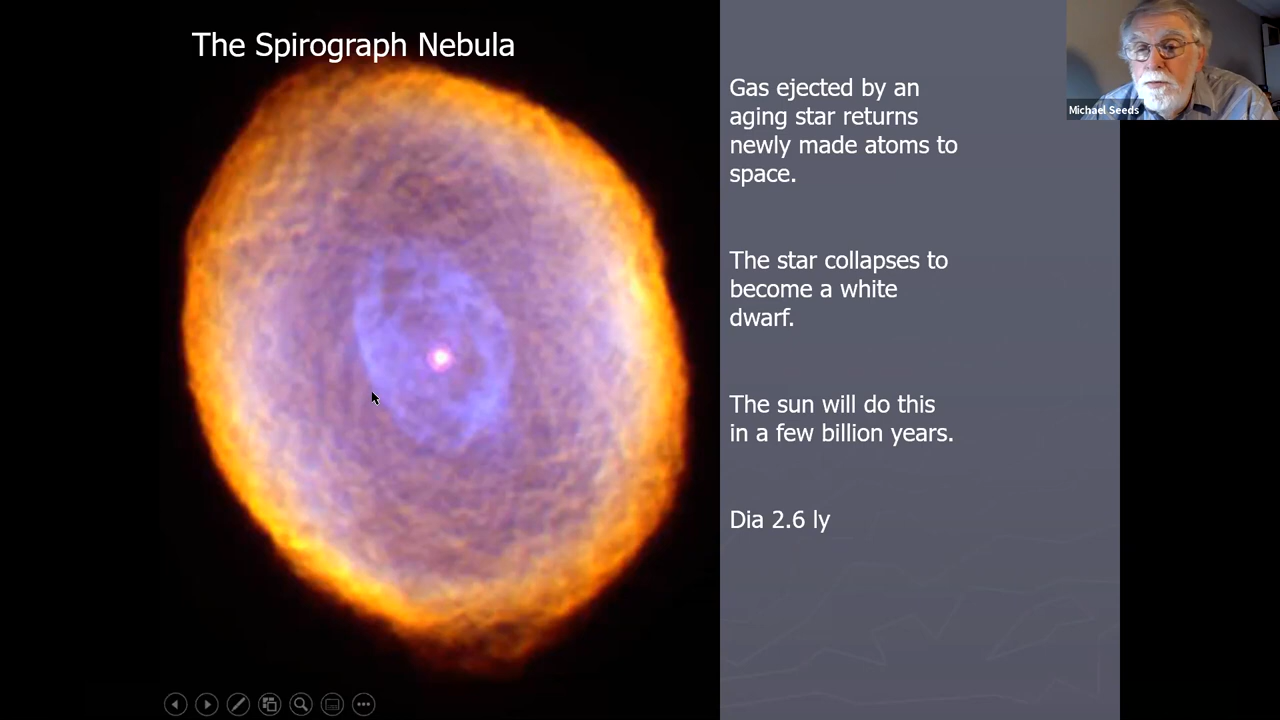 The Spirograph Nebula
Gas ejected by an
aging star returns
newly made atoms to
space.
The star collapses to
become a white
dwarf.
The sun will do this
in a few billion years.
Dia 2.6 ly
Michael Seeds